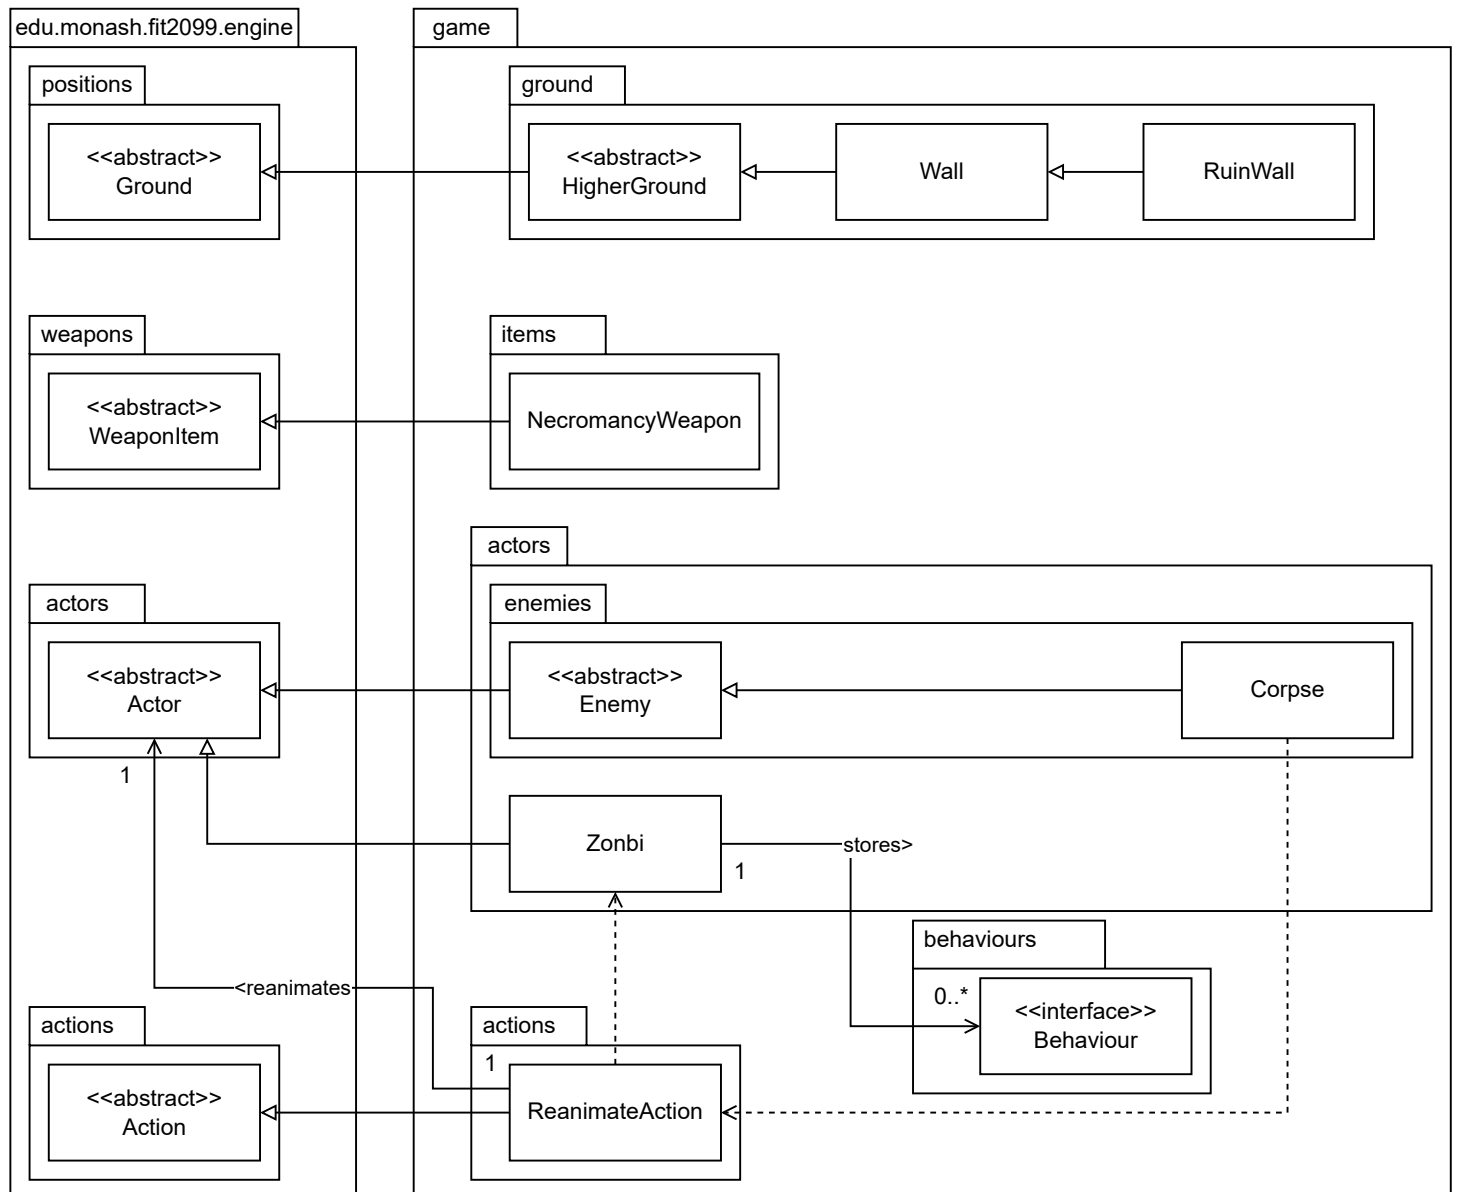 edu.monash.fit2099.engine
game
positions
ground
<<abstract>>
Ground
<<abstract>>
HigherGround
Wall
RuinWall
weapons
items
<<abstract>>
WeaponItem
NecromancyWeapon
actors
actors
enemies
<<abstract>>
Actor
<<abstract>>
Enemy
Corpse
1
Zonbi
stores>
1
behaviours
<reanimates
0..*
<<interface>>
Behaviour
actions
actions
1
<<abstract>>
Action
ReanimateAction